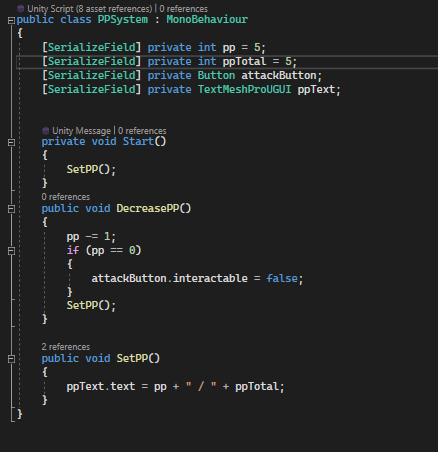 Unity Script (8 asset references) | 0 references
public class PPSystem : MonoBehaviour
{
[SerializeField] private int pp = 5;
[SerializeField] private int ppTotal = 5;
[SerializeField] private Button attackButton;
[SerializeField] private TextMeshProUGUI ppText;
Unity Message | 0 references
private void Start()
{
SetPP();
}
0 references
public void DecreasePP()
{
pp -= 1;
if (pp == 0)
{
attackButton.interactable = false;
}
SetPP();
}
2 references
public void SetPP()
{
ppText.text = pp + " / " + ppTotal;
}
}